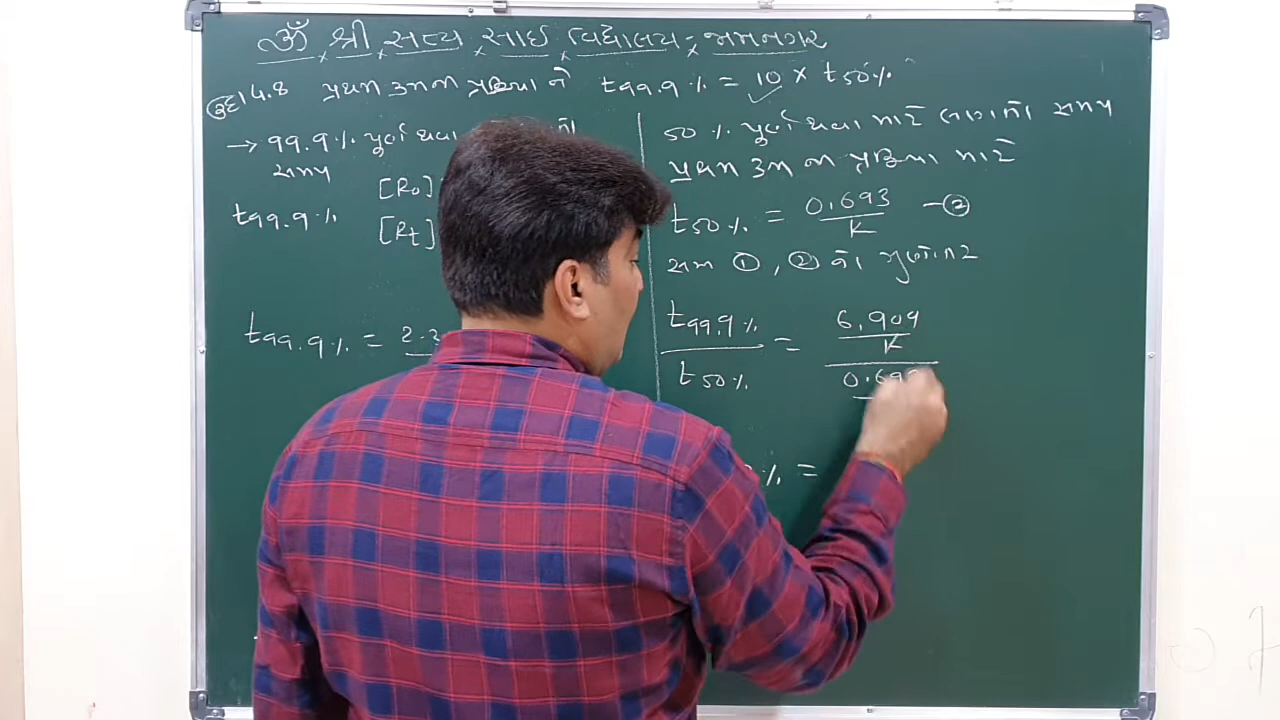 ૐ શ્રી સત્ય સાઇ વિદ્યાલય - જામનગર
ઉદા 4.8 પ્રથમ ક્રમની પ્રક્રિયા ને t99.9% = 10 × t50%
→ 99.9% પૂર્ણ થવા
સમય
[R₀]
t99.9%
[Rt]
t99.9% = 2.3
50 % પૂર્ણ થવા માટે લાગતો સમય
પ્રથમ ક્રમ ના પ્રક્રિયા માટે
t50% = 0.693 / K —②
સમ ①, ② નો ગુણોત્તર
t99.9% / t50% = 6.909 / K
0.693
% =